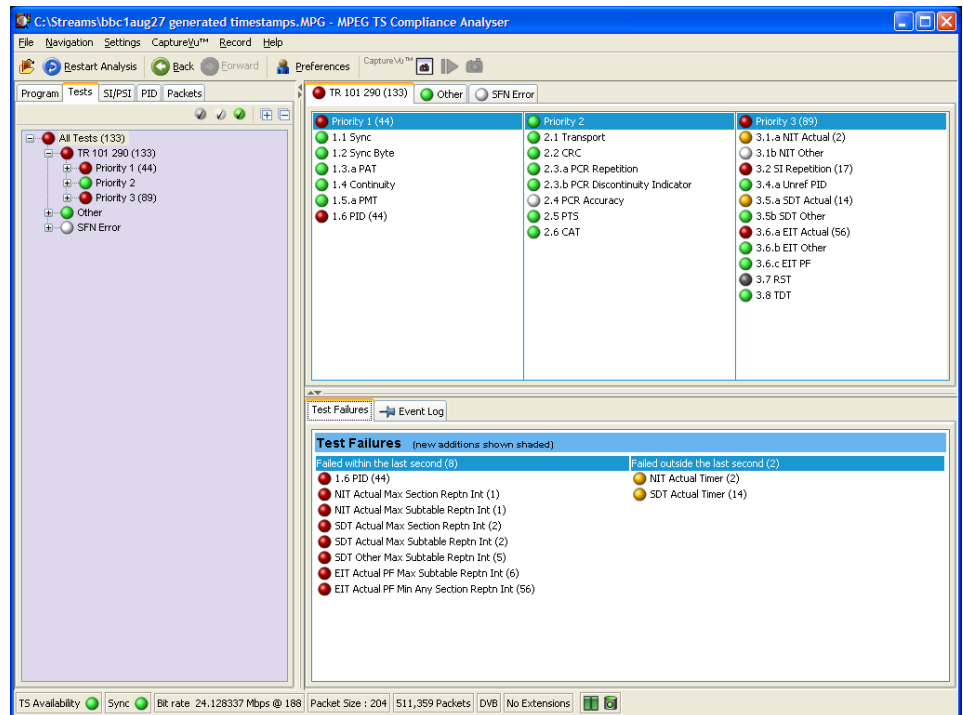 C:\Streams\bbc1aug27 generated timestamps.MPG - MPEG TS Compliance Analyser
File Navigation Settings CaptureVu™ Record Help
Restart Analysis Back Forward Preferences CaptureVu™
Program Tests SI/PSI PID Packets
All Tests (133)
TR 101 290 (133)
Priority 1 (44)
Priority 2
Priority 3 (89)
Other
SFN Error
TR 101 290 (133) Other SFN Error
Priority 1 (44)
1.1 Sync
1.2 Sync Byte
1.3.a PAT
1.4 Continuity
1.5.a PMT
1.6 PID (44)
Priority 2
2.1 Transport
2.2 CRC
2.3.a PCR Repetition
2.3.b PCR Discontinuity Indicator
2.4 PCR Accuracy
2.5 PTS
2.6 CAT
Priority 3 (89)
3.1.a NIT Actual (2)
3.1b NIT Other
3.2 SI Repetition (17)
3.4.a Unref PID
3.5.a SDT Actual (14)
3.5b SDT Other
3.6.a EIT Actual (56)
3.6.b EIT Other
3.6.c EIT PF
3.7 RST
3.8 TDT
Test Failures Event Log
Test Failures (new additions shown shaded)
Failed within the last second (8)
1.6 PID (44)
NIT Actual Max Section Reptn Int (1)
NIT Actual Max Subtable Reptn Int (1)
SDT Actual Max Section Reptn Int (2)
SDT Actual Max Subtable Reptn Int (2)
SDT Other Max Subtable Reptn Int (5)
EIT Actual PF Max Subtable Reptn Int (6)
EIT Actual PF Min Any Section Reptn Int (56)
Failed outside the last second (2)
NIT Actual Timer (2)
SDT Actual Timer (14)
TS Availability Sync Bit rate 24.128337 Mbps @ 188 Packet Size : 204 511,359 Packets DVB No Extensions